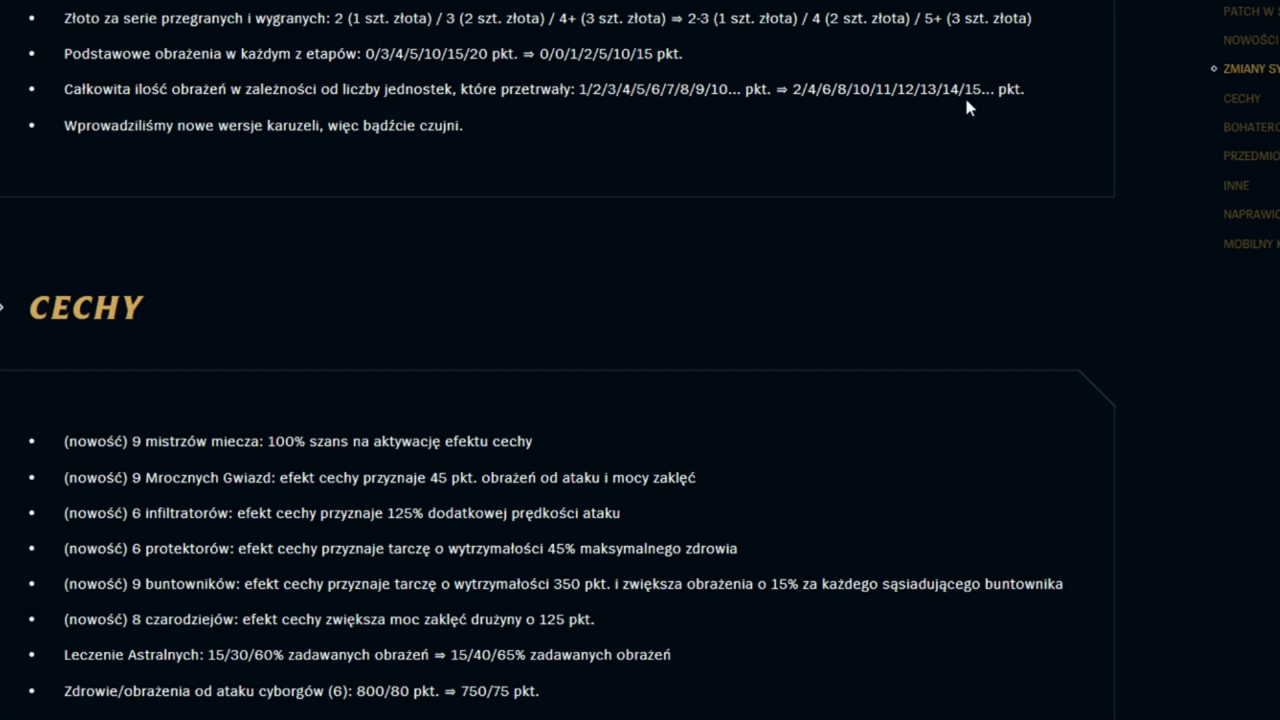 Złoto za serie przegranych i wygranych: 2 (1 szt. złota) / 3 (2 szt. złota) / 4+ (3 szt. złota) ⇒ 2-3 (1 szt. złota) / 4 (2 szt. złota) / 5+ (3 szt. złota)
Podstawowe obrażenia w każdym z etapów: 0/3/4/5/10/15/20 pkt. ⇒ 0/0/1/2/5/10/15 pkt.
Całkowita ilość obrażeń w zależności od liczby jednostek, które przetrwały: 1/2/3/4/5/6/7/8/9/10... pkt. ⇒ 2/4/6/8/10/11/12/13/14/15... pkt.
Wprowadziliśmy nowe wersje karuzeli, więc bądźcie czujni.
CECHY
(nowość) 9 mistrzów miecza: 100% szans na aktywację efektu cechy
(nowość) 9 Mrocznych Gwiazd: efekt cechy przyznaje 45 pkt. obrażeń od ataku i mocy zaklęć
(nowość) 6 infiltratorów: efekt cechy przyznaje 125% dodatkowej prędkości ataku
(nowość) 6 protektorów: efekt cechy przyznaje tarczę o wytrzymałości 45% maksymalnego zdrowia
(nowość) 9 buntowników: efekt cechy przyznaje tarczę o wytrzymałości 350 pkt. i zwiększa obrażenia o 15% za każdego sąsiadującego buntownika
(nowość) 8 czarodziejów: efekt cechy zwiększa moc zaklęć drużyny o 125 pkt.
Leczenie Astralnych: 15/30/60% zadawanych obrażeń ⇒ 15/40/65% zadawanych obrażeń
Zdrowie/obrażenia od ataku cyborgów (6): 800/80 pkt. ⇒ 750/75 pkt.
PATCH W
NOWOŚCI
ZMIANY SY
CECHY
BOHATERO
PRZEDMIO
INNE
NAPRAWIO
MOBILNY